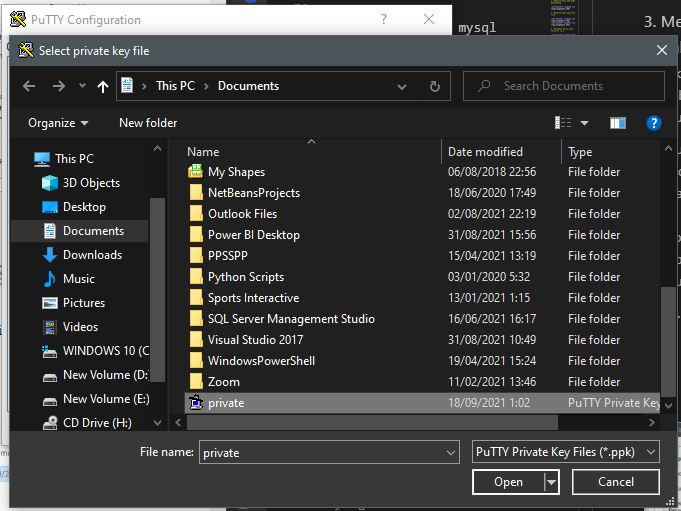 PuTTY Configuration
?
mysql
3. Me
Select private key file
This PC
Documents
Search Documents
Organize
New folder
?
This PC
3D Objects
Desktop
Documents
Downloads
Music
Pictures
Videos
WINDOWS 10 (C
New Volume (D:
New Volume (E:)
CD Drive (H:)
Name Date modified Type
My Shapes 06/08/2018 22:56 File folder
NetBeansProjects 18/06/2020 17:49 File folder
Outlook Files 02/08/2021 22:19 File folder
Power BI Desktop 31/08/2021 15:56 File folder
PPSSPP 15/04/2021 13:19 File folder
Python Scripts 03/01/2020 5:32 File folder
Sports Interactive 13/01/2021 1:15 File folder
SQL Server Management Studio 16/06/2021 16:17 File folder
Visual Studio 2017 31/08/2021 10:49 File folder
WindowsPowerShell 19/04/2021 15:24 File folder
Zoom 11/02/2021 13:46 File folder
private 18/09/2021 1:02 PuTTY Private Key
File name: private PuTTY Private Key Files (*.ppk)
Open Cancel